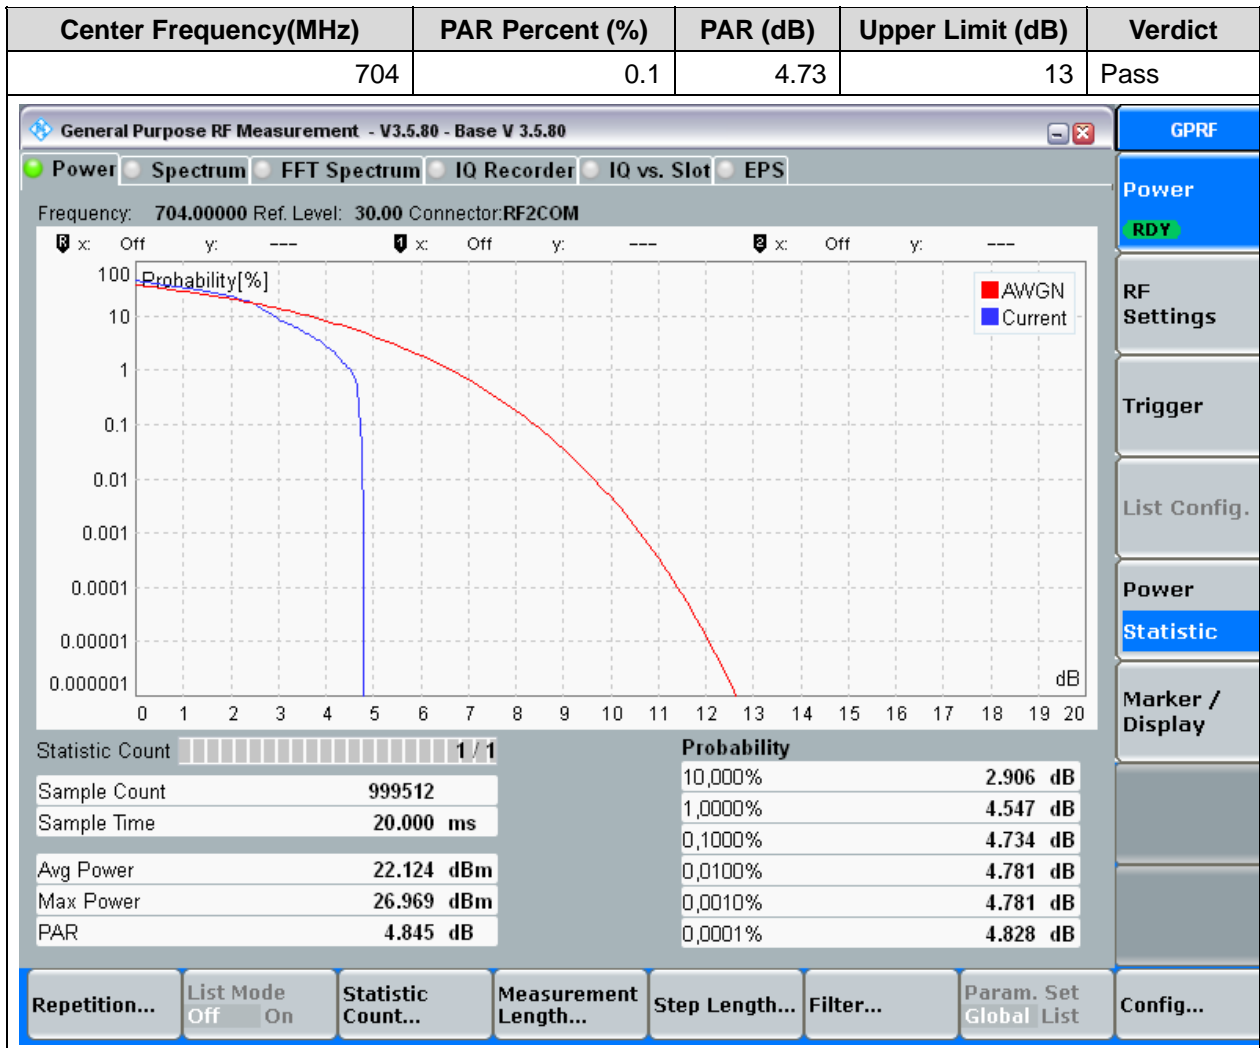 Center Frequency(MHz) PAR Percent (%) PAR (dB) Upper Limit (dB) Verdict
704 0.1 4.73 13 Pass
General Purpose RF Measurement - V3.5.80 - Base V 3.5.80
GPRF
Power Spectrum FFT Spectrum IQ Recorder IQ vs. Slot EPS
Power
RDY
Frequency: 704.00000 Ref. Level: 30.00 Connector:RF2COM
R x: Off y: --- 1 x: Off y: --- 2 x: Off y: ---
100 Probability[%]
AWGN
Current
RF
Settings
10
1
Trigger
0.1
0.01
List Config.
0.001
0.0001
Power
Statistic
0.00001
0.000001
dB
0 1 2 3 4 5 6 7 8 9 10 11 12 13 14 15 16 17 18 19 20
Marker /
Display
Statistic Count 1 / 1
Sample Count 999512
Sample Time 20.000 ms
Avg Power 22.124 dBm
Max Power 26.969 dBm
PAR 4.845 dB
Probability
10,000% 2.906 dB
1,0000% 4.547 dB
0,1000% 4.734 dB
0,0100% 4.781 dB
0,0010% 4.781 dB
0,0001% 4.828 dB
Repetition...
List Mode
Off On
Statistic
Count...
Measurement
Length...
Step Length...
Filter...
Param. Set
Global List
Config...